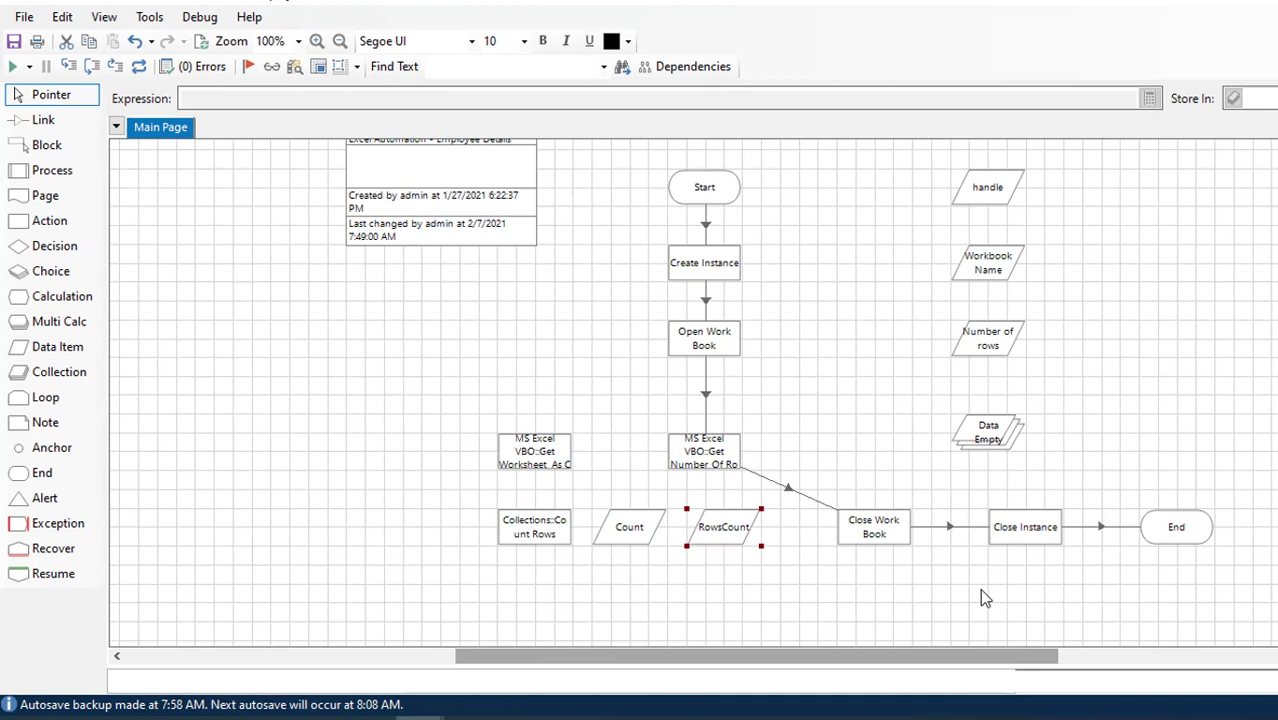 File Edit View Tools Debug Help
Zoom 100% Segoe UI 10 B I U
(0) Errors Find Text Dependencies
Pointer
Expression: Store In:
Link
Main Page
Block
Process
Page
Action
Decision
Choice
Calculation
Multi Calc
Data Item
Collection
Loop
Note
Anchor
End
Alert
Exception
Recover
Resume
Excel Automation - Employee Details
Created by admin at 1/27/2021 6:22:37
PM
Last changed by admin at 2/7/2021
7:49:00 AM
Start
handle
Create Instance
Workbook
Name
Open Work
Book
Number of
rows
Data
Empty
MS Excel
VBO::Get
Worksheet As C
MS Excel
VBO::Get
Number Of Ro
Collections::Co
unt Rows
Count
RowsCount
Close Work
Book
Close Instance
End
Autosave backup made at 7:58 AM. Next autosave will occur at 8:08 AM.